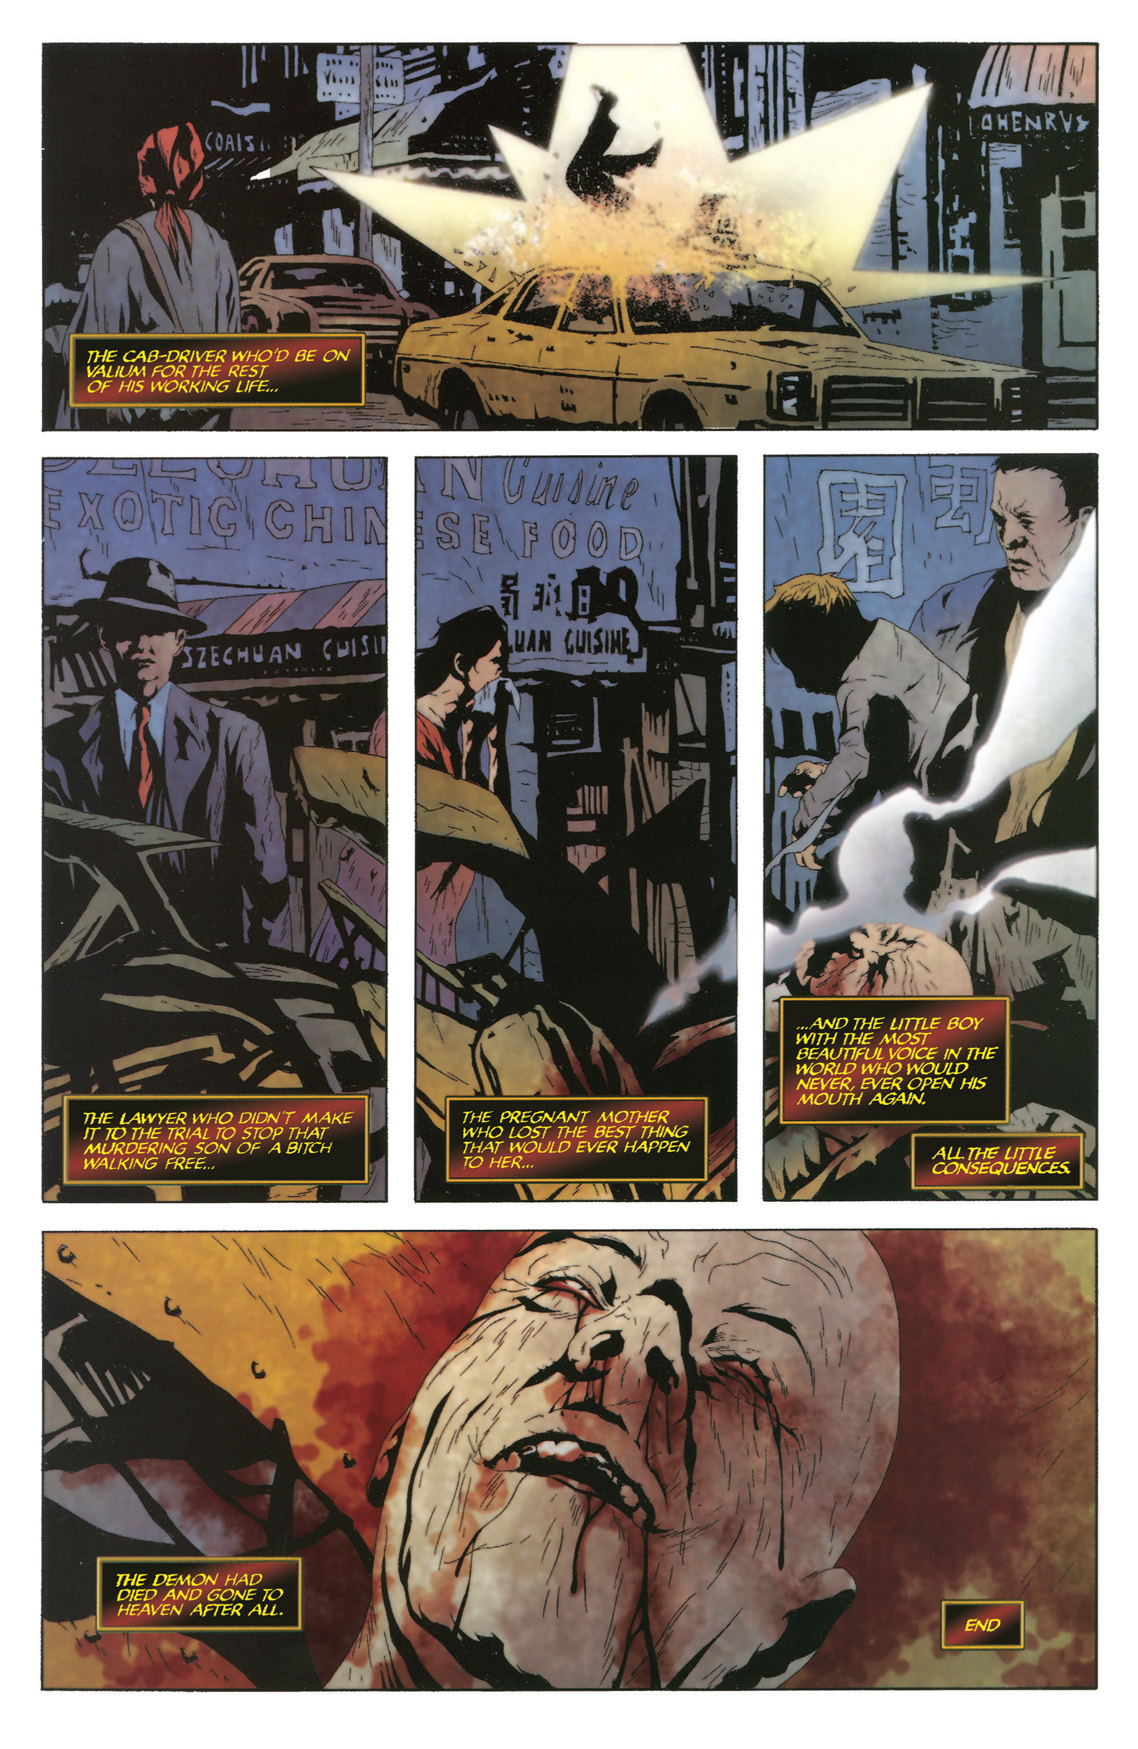 COALS
OHENRYS
THE CAB-DRIVER WHO'D BE ON
VALIUM FOR THE REST
OF HIS WORKING LIFE...
EXOTIC CHIN
SZECHUAN CUISI
THE LAWYER WHO DIDN'T MAKE
IT TO THE TRIAL TO STOP THAT
MURDERING SON OF A BITCH
WALKING FREE...
AN Cuisine
ESE FOOD
UAN CUISINE
THE PREGNANT MOTHER
WHO LOST THE BEST THING
THAT WOULD EVER HAPPEN
TO HER...
...AND THE LITTLE BOY
WITH THE MOST
BEAUTIFUL VOICE IN THE
WORLD WHO WOULD
NEVER, EVER OPEN HIS
MOUTH AGAIN.
ALL THE LITTLE
CONSEQUENCES.
THE DEMON HAD
DIED AND GONE TO
HEAVEN AFTER ALL.
END